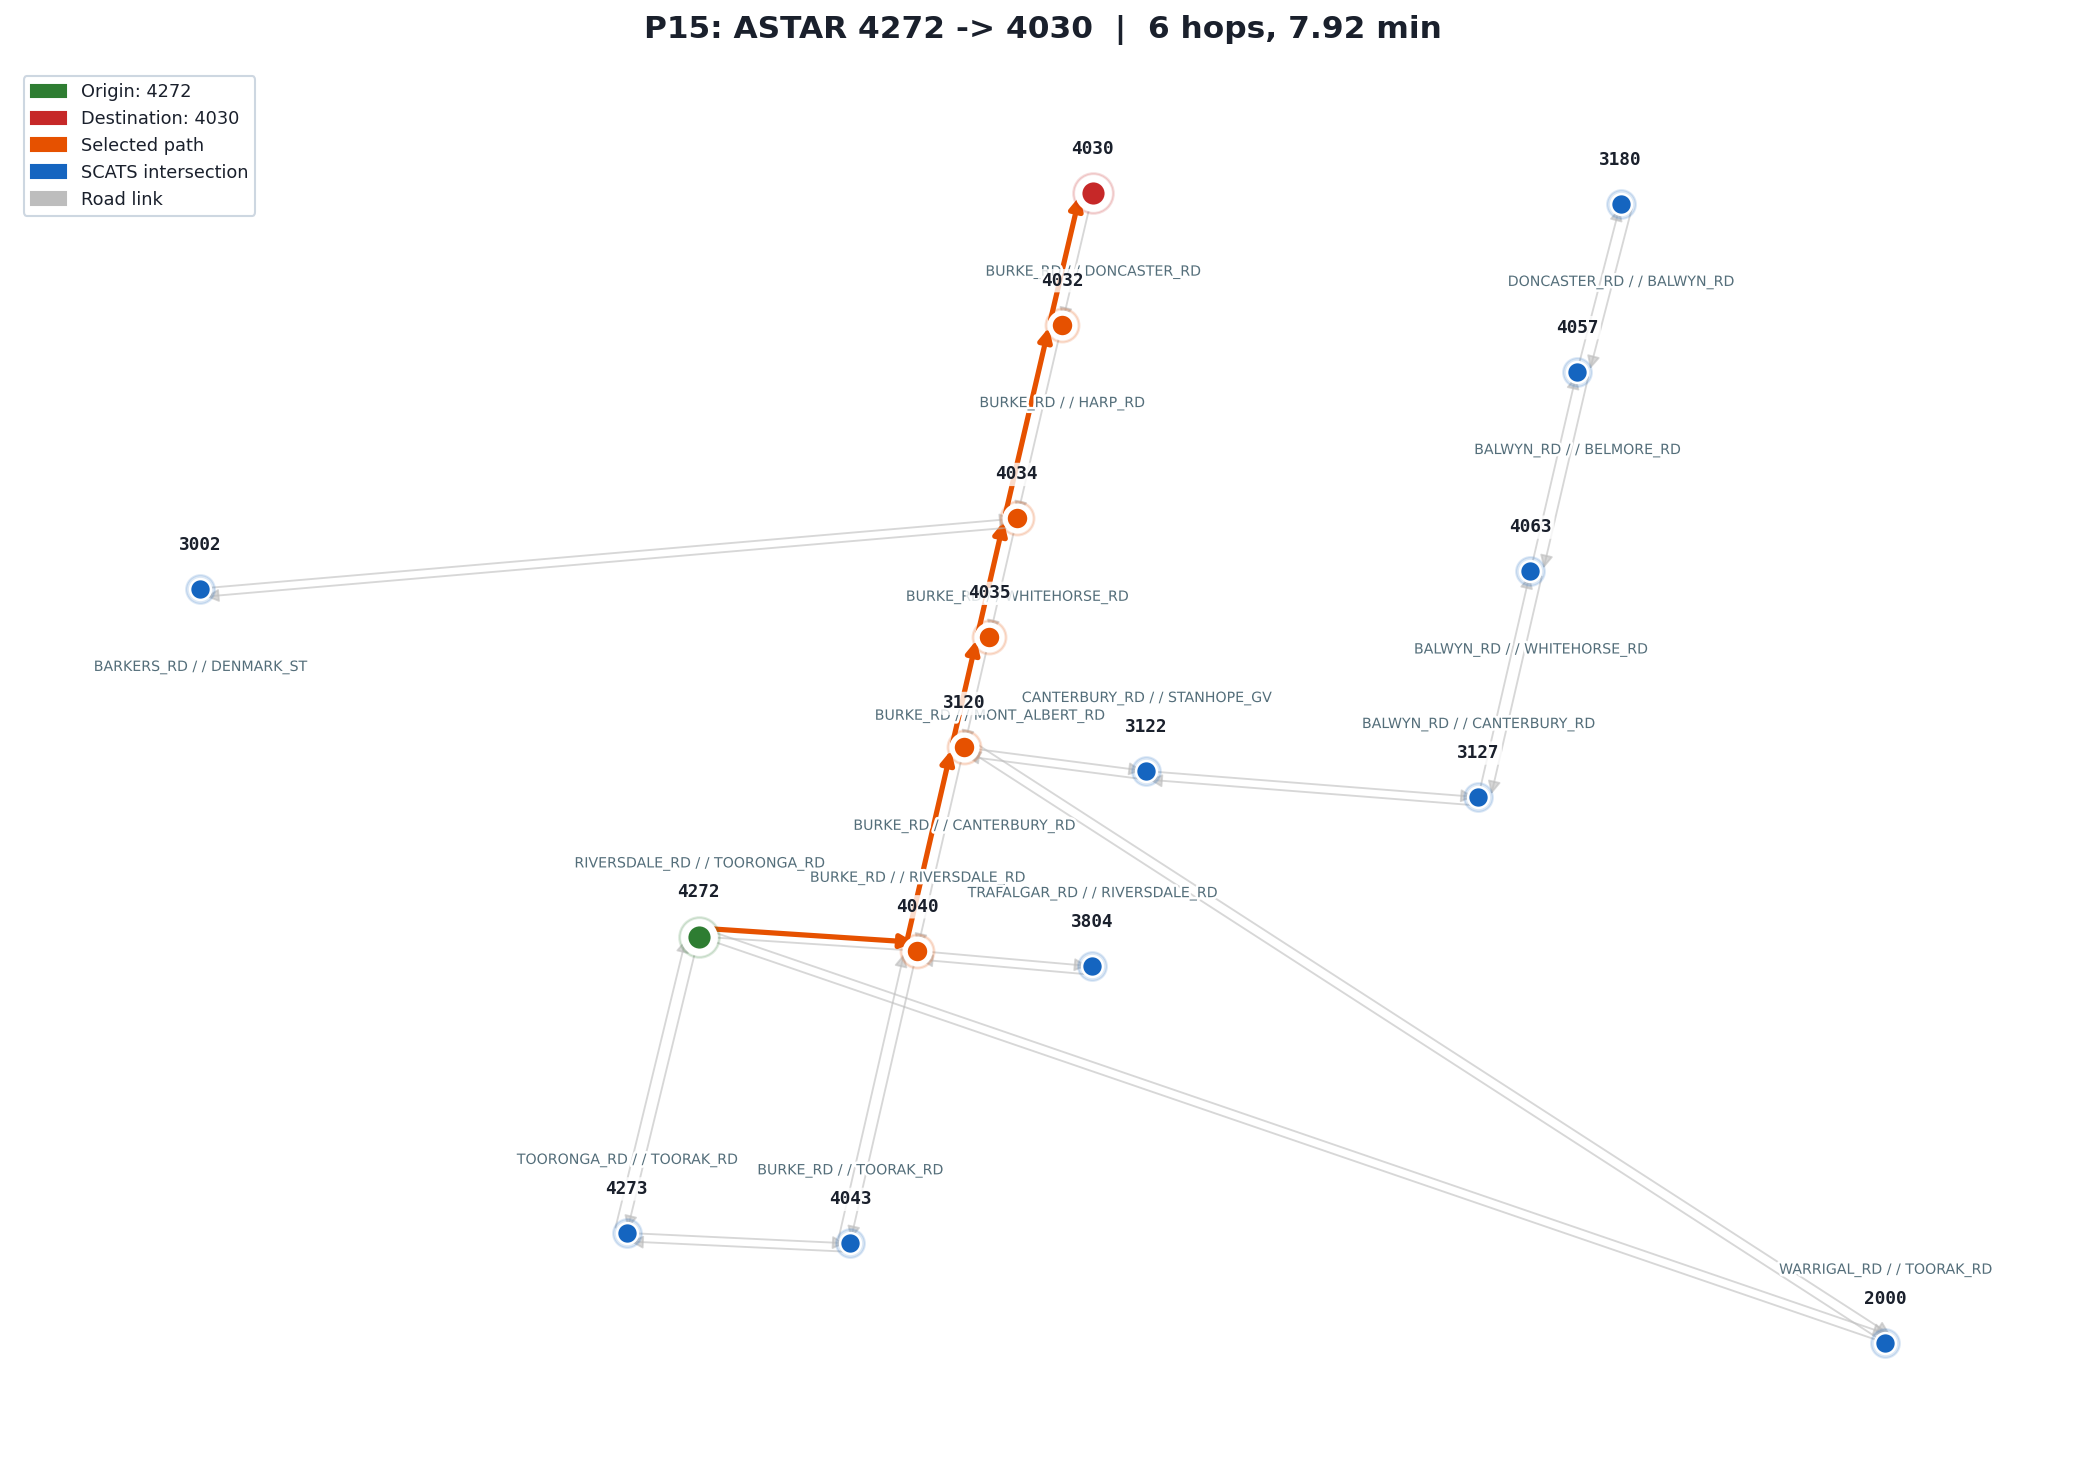 P15: ASTAR 4272 -> 4030 | 6 hops, 7.92 min
Origin: 4272
Destination: 4030
Selected path
SCATS intersection
Road link
4030
3180
BURKE_RD / / DONCASTER_RD
4032
DONCASTER_RD / / BALWYN_RD
4057
BURKE_RD / / HARP_RD
BALWYN_RD / / BELMORE_RD
4034
4063
3002
BURKE_RD WHITEHORSE_RD
4035
BALWYN_RD / / WHITEHORSE_RD
BARKERS_RD / / DENMARK_ST
CANTERBURY_RD / / STANHOPE_GV
3120
BURKE_RD / / MONT_ALBERT_RD
3122
BALWYN_RD / / CANTERBURY_RD
3127
BURKE_RD / / CANTERBURY_RD
RIVERSDALE_RD / / TOORONGA_RD
4272
BURKE_RD / / RIVERSDALE_RD
4040
TRAFALGAR_RD / / RIVERSDALE_RD
3804
TOORONGA_RD / / TOORAK_RD
4273
BURKE_RD / / TOORAK_RD
4043
WARRIGAL_RD / / TOORAK_RD
2000